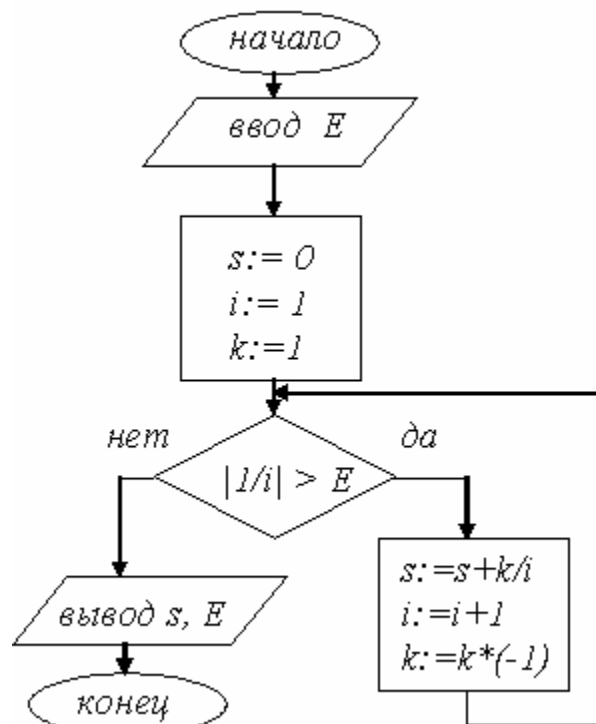 начало
ввод E
s:= 0
i:= 1
k:=1
нет
да
|1/i| > E
s:=s+k/i
i:=i+1
k:=k*(-1)
вывод s, E
конец